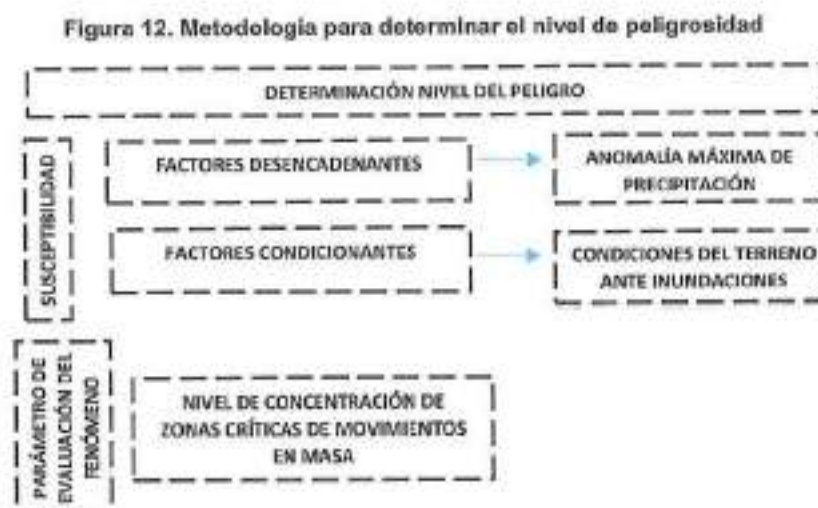 Figura 12. Metodologia para determinar el nivel de peligrosidad
DETERMINACIÓN NIVEL DEL PELIGRO
SUSCEPTIBILIDAD
FACTORES DESENCADENANTES
ANOMALÍA MÁXIMA DE
PRECIPITACIÓN
FACTORES CONDICIONANTES
CONDICIONES DEL TERRENO
ANTE INUNDACIONES
PARÁMETRO DE
EVALUACIÓN DEL
FENÓMENO
NIVEL DE CONCENTRACIÓN DE
ZONAS CRÍTICAS DE MOVIMIENTOS
EN MASA